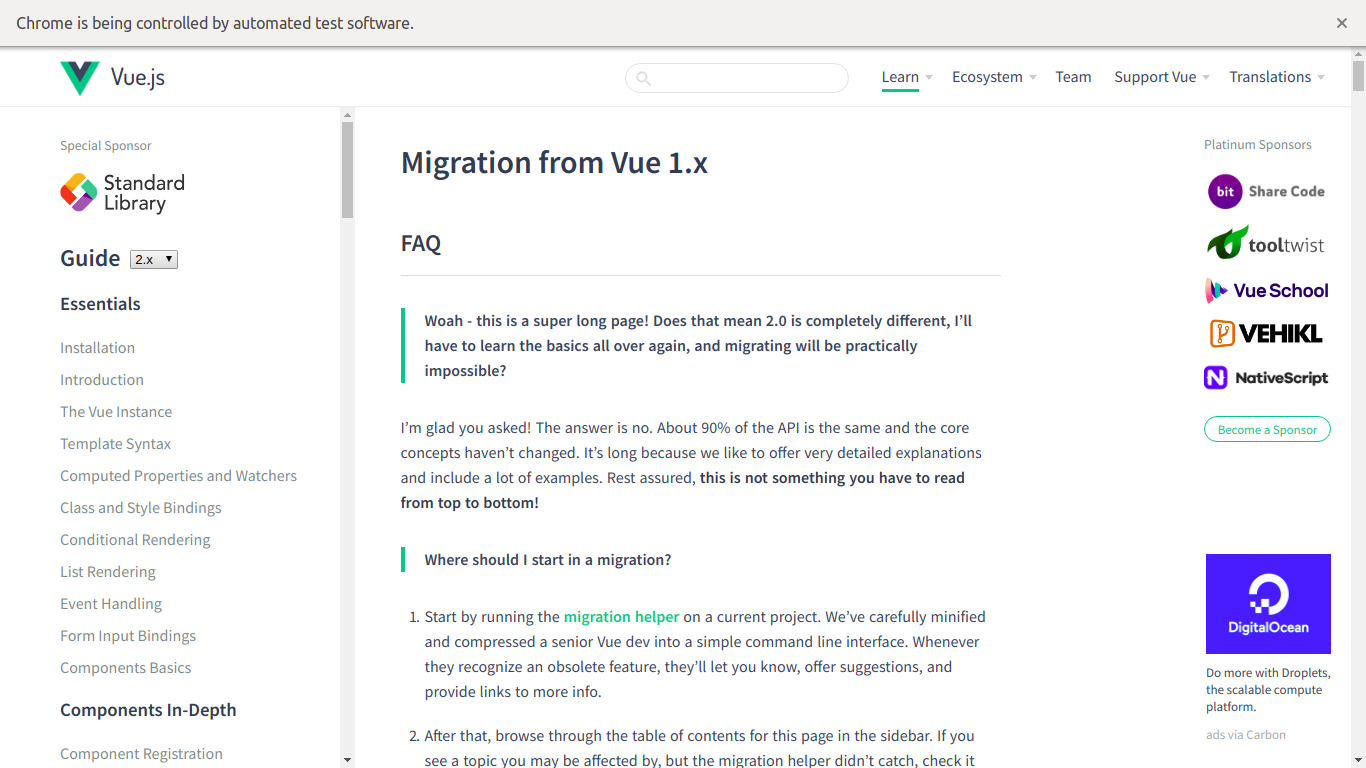 Chrome is being controlled by automated test software.
Vue.js
Learn
Ecosystem
Team
Support Vue
Translations
Special Sponsor
Standard
Library
Guide
2.x
Essentials
Installation
Introduction
The Vue Instance
Template Syntax
Computed Properties and Watchers
Class and Style Bindings
Conditional Rendering
List Rendering
Event Handling
Form Input Bindings
Components Basics
Components In-Depth
Component Registration
Migration from Vue 1.x
FAQ
Woah - this is a super long page! Does that mean 2.0 is completely different, I’ll
have to learn the basics all over again, and migrating will be practically
impossible?
I’m glad you asked! The answer is no. About 90% of the API is the same and the core
concepts haven’t changed. It’s long because we like to offer very detailed explanations
and include a lot of examples. Rest assured, this is not something you have to read
from top to bottom!
Where should I start in a migration?
1. Start by running the migration helper on a current project. We’ve carefully minified
and compressed a senior Vue dev into a simple command line interface. Whenever
they recognize an obsolete feature, they’ll let you know, offer suggestions, and
provide links to more info.
2. After that, browse through the table of contents for this page in the sidebar. If you
see a topic you may be affected by, but the migration helper didn’t catch, check it
Platinum Sponsors
bit Share Code
tooltwist
Vue School
VEHIKL
NativeScript
Become a Sponsor
DigitalOcean
Do more with Droplets,
the scalable compute
platform.
ads via Carbon